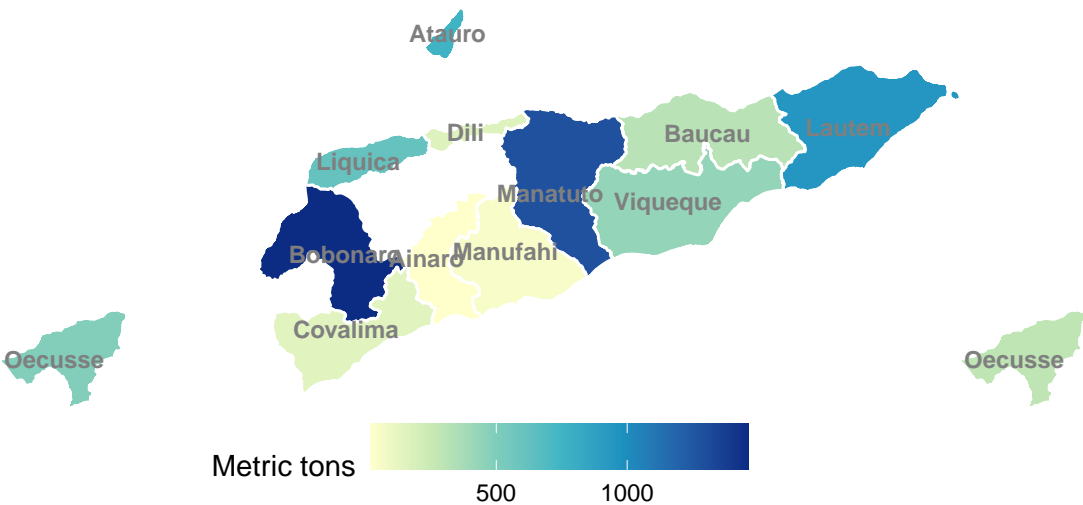 Atauro
Dili
Baucau
Lautem
Liquica
Manatuto
Viqueque
Bobonaro
Ainaro
Manufahi
Covalima
Oecusse
Oecusse
Metric tons
500
1000